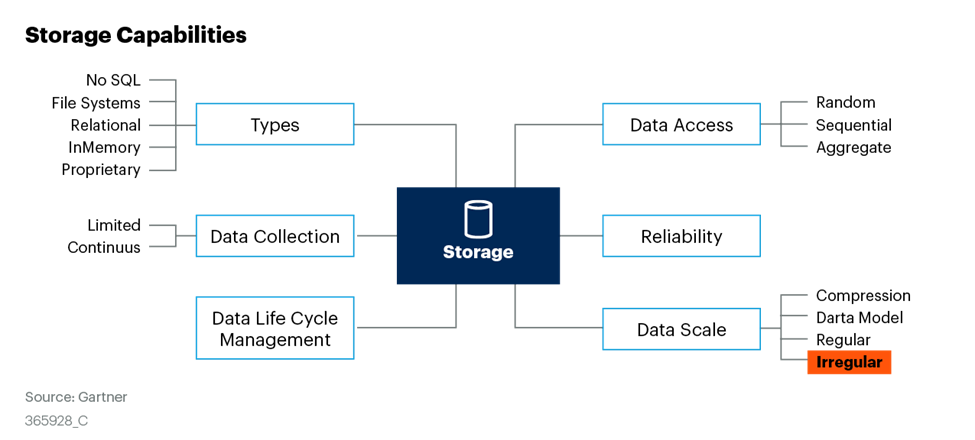 Storage Capabilities
No SQL
File Systems
Relational
InMemory
Proprietary
Types
Limited
Continuus
Data Collection
Data Life Cycle
Management
Storage
Data Access
Random
Sequential
Aggregate
Reliability
Data Scale
Compression
Darta Model
Regular
Irregular
Source: Gartner
365928_C